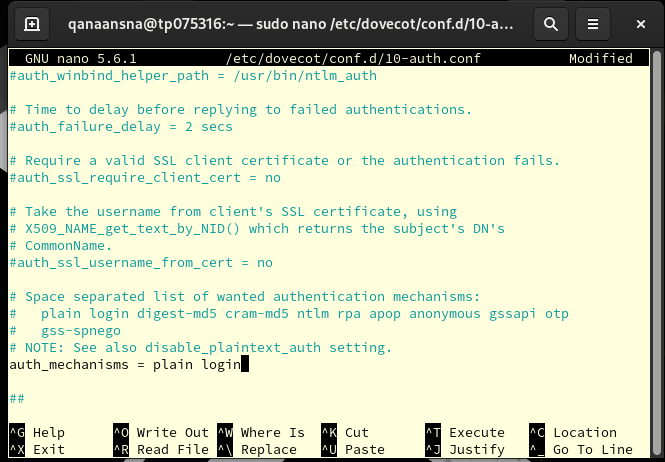 qanaansna@tp075316:~ — sudo nano /etc/dovecot/conf.d/10-a...
GNU nano 5.6.1 /etc/dovecot/conf.d/10-auth.conf Modified
#auth_winbind_helper_path = /usr/bin/ntlm_auth
# Time to delay before replying to failed authentications.
#auth_failure_delay = 2 secs
# Require a valid SSL client certificate or the authentication fails.
#auth_ssl_require_client_cert = no
# Take the username from client's SSL certificate, using
# X509_NAME_get_text_by_NID() which returns the subject's DN's
# CommonName.
#auth_ssl_username_from_cert = no
# Space separated list of wanted authentication mechanisms:
#   plain login digest-md5 cram-md5 ntlm rpa apop anonymous gssapi otp
#   gss-spnego
# NOTE: See also disable_plaintext_auth setting.
auth_mechanisms = plain login
##
^G Help ^O Write Out ^W Where Is ^K Cut ^T Execute ^C Location
^X Exit ^R Read File ^\ Replace ^U Paste ^J Justify ^_ Go To Line